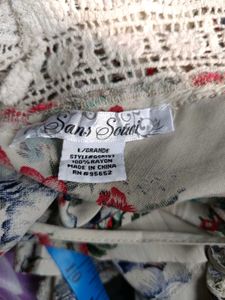 Sans Souci
L/GRANDE
100% RAYON
MADE IN CHINA
RN #95652